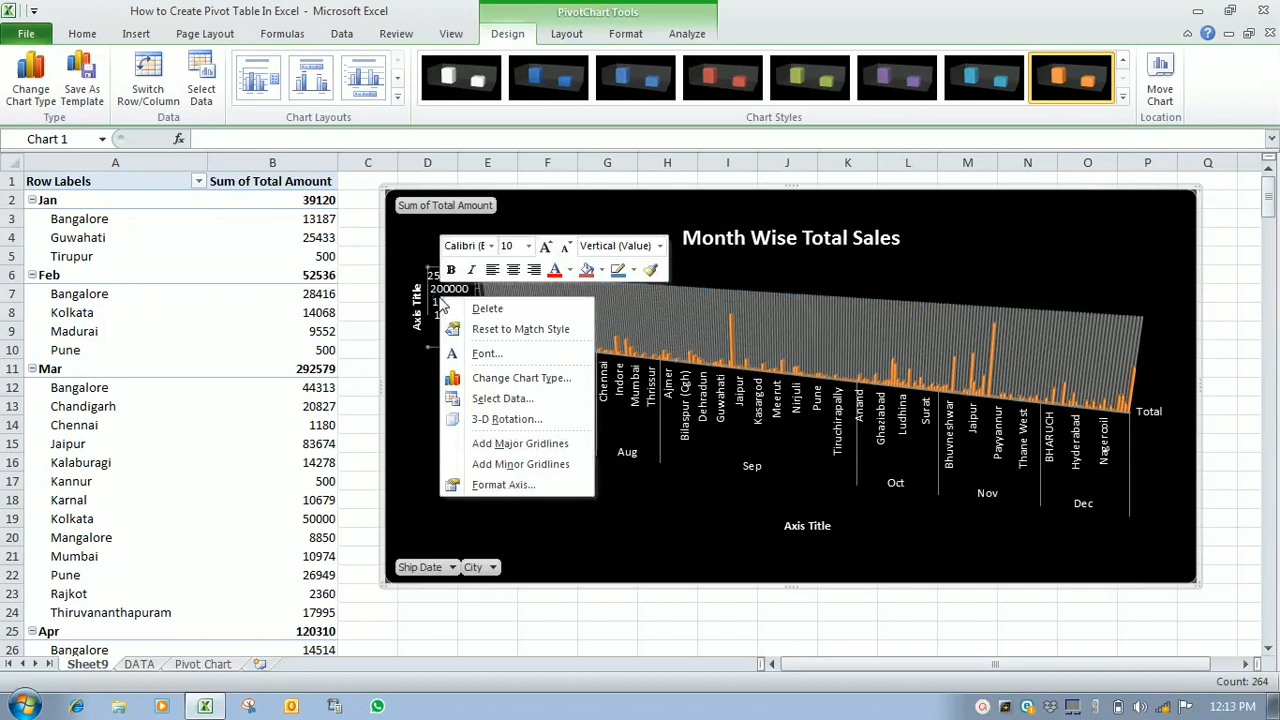 How to Create Pivot Table In Excel - Microsoft Excel
PivotChart Tools
File Home Insert Page Layout Formulas Data Review View Design Layout Format Analyze
Change Chart Type
Save As Template
Switch Row/Column
Select Data
Move Chart
Type Data Chart Layouts Chart Styles Location
Chart 1 fx
A B C D E F G H I J K L M N O P Q
1 Row Labels Sum of Total Amount
2 Jan 39120
3 Bangalore 13187
4 Guwahati 25433
5 Tirupur 500
6 Feb 52536
7 Bangalore 28416
8 Kolkata 14068
9 Madurai 9552
10 Pune 500
11 Mar 292579
12 Bangalore 44313
13 Chandigarh 20827
14 Chennai 1180
15 Jaipur 83674
16 Kalaburagi 14278
17 Kannur 500
18 Karnal 10679
19 Kolkata 50000
20 Mangalore 8850
21 Mumbai 10974
22 Pune 26949
23 Rajkot 2360
24 Thiruvananthapuram 17995
25 Apr 120310
26 Bangalore 14514
Sum of Total Amount
Month Wise Total Sales
Calibri (E 10 A A Vertical (Value)
B I A
200000
Axis Title
Delete
Reset to Match Style
Font...
Change Chart Type...
Select Data...
3-D Rotation...
Add Major Gridlines
Add Minor Gridlines
Format Axis...
Chennai
Indore
Mumbai
Thrissur
Ajmer
Bilaspur (Cgh)
Dehradun
Guwahati
Jaipur
Kasargod
Meerut
Nirjuli
Pune
Tiruchirapally
Anand
Ghaziabad
Ludhina
Surat
Bhuvneshwar
Jaipur
Payyannur
Thane West
BHARUCH
Hyderabad
Nagercoil
Total
Aug Sep Oct Nov Dec
Axis Title
Ship Date City
Sheet9 DATA Pivot Chart
Count: 264
12:13 PM